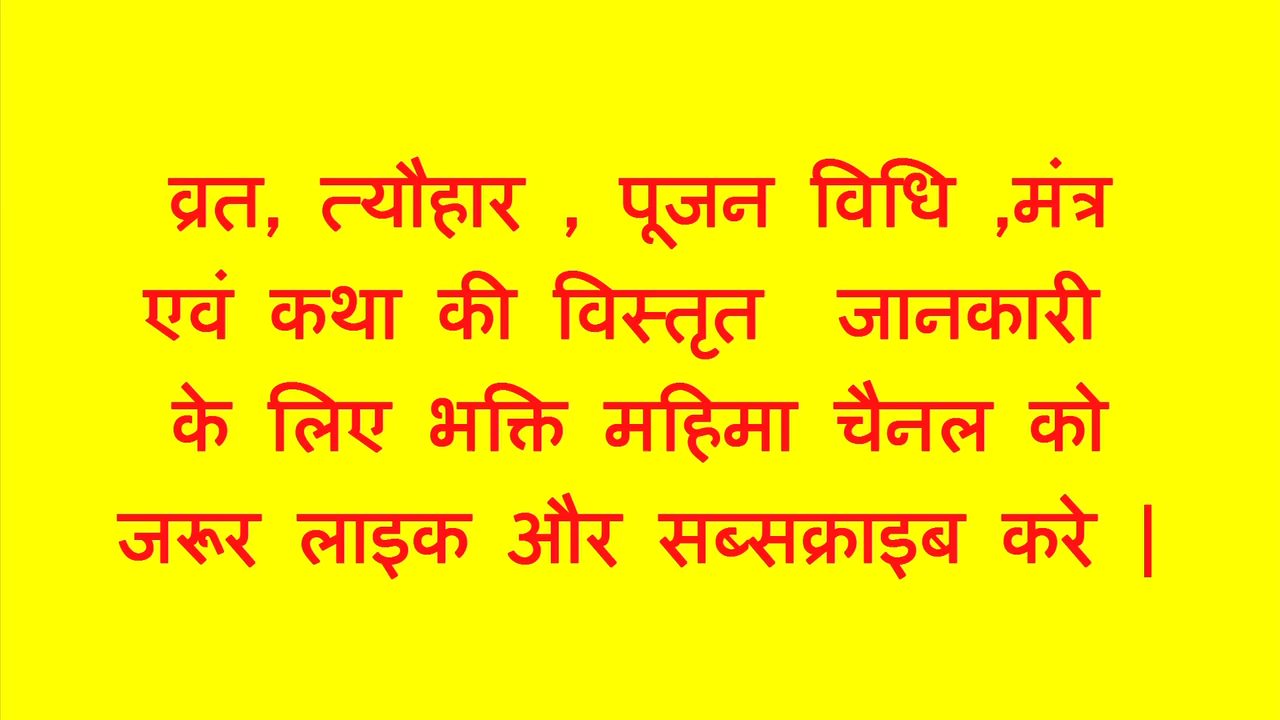 व्रत, त्यौहार , पूजन विधि ,मंत्र
एवं कथा की विस्तृत जानकारी
के लिए भक्ति महिमा चैनल को
जरूर लाइक और सब्सक्राइब करे |